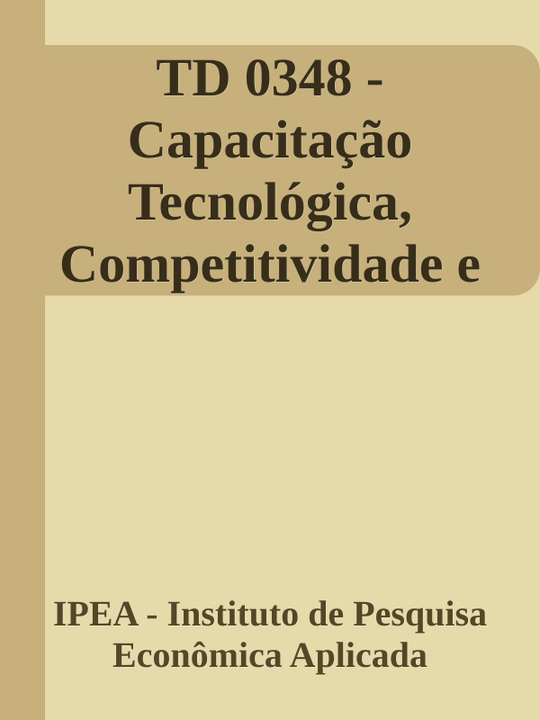 TD 0348 -
Capacitação
Tecnológica,
Competitividade e
IPEA - Instituto de Pesquisa
Econômica Aplicada